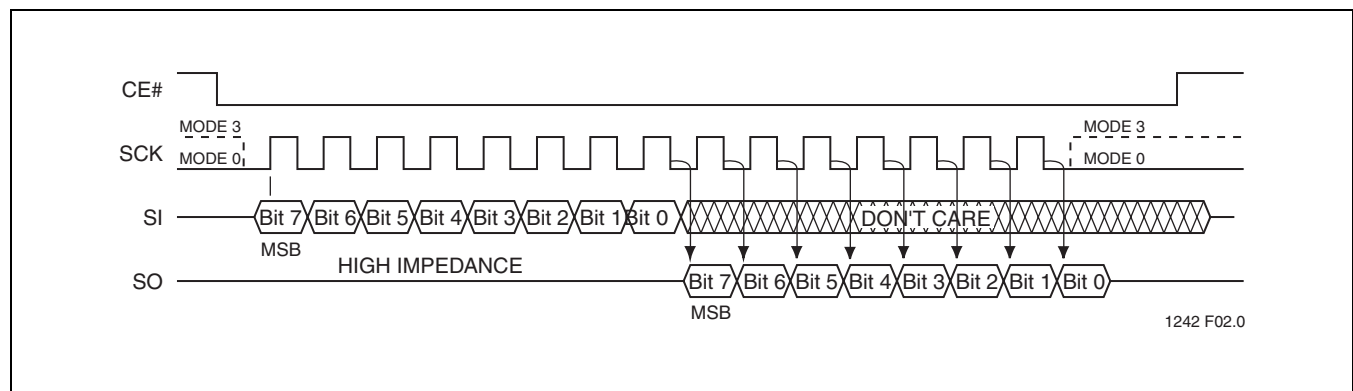 CE#
MODE 3
MODE 3
SCK
MODE 0
MODE 0
SI
Bit 7 Bit 6 Bit 5 Bit 4 Bit 3 Bit 2 Bit 1 Bit 0
DON'T CARE
MSB
HIGH IMPEDANCE
SO
Bit 7 Bit 6 Bit 5 Bit 4 Bit 3 Bit 2 Bit 1 Bit 0
MSB
1242 F02.0